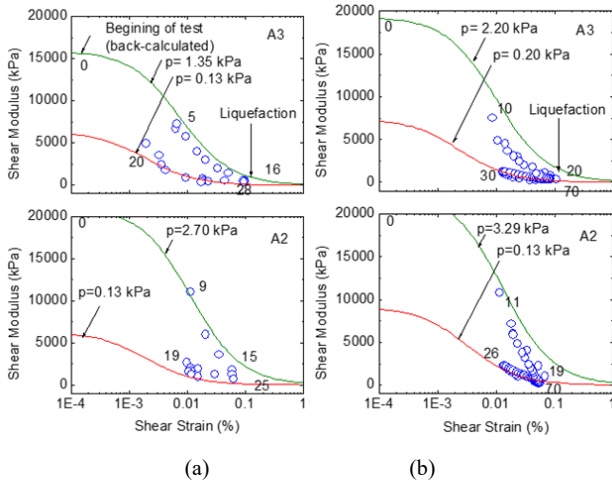 A3
Begining of test
(back-calculated)
0
p= 1.35 kPa
p= 0.13 kPa
5
Liquefaction
20
16
28
20000
15000
10000
5000
0
Shear Modulus (kPa)
A3
0
p= 2.20 kPa
p= 0.20 kPa
10
Liquefaction
30
20
70
20000
15000
10000
5000
0
Shear Modulus (kPa)
A2
0
p=2.70 kPa
9
p=0.13 kPa
19
15
25
20000
15000
10000
5000
0
Shear Modulus (kPa)
1E-4
1E-3
0.01
0.1
1
Shear Strain (%)
A2
p=3.29 kPa
p=0.13 kPa
11
26
19
70
20000
15000
10000
5000
0
Shear Modulus (kPa)
1E-4
1E-3
0.01
0.1
1
Shear Strain (%)
(a)
(b)